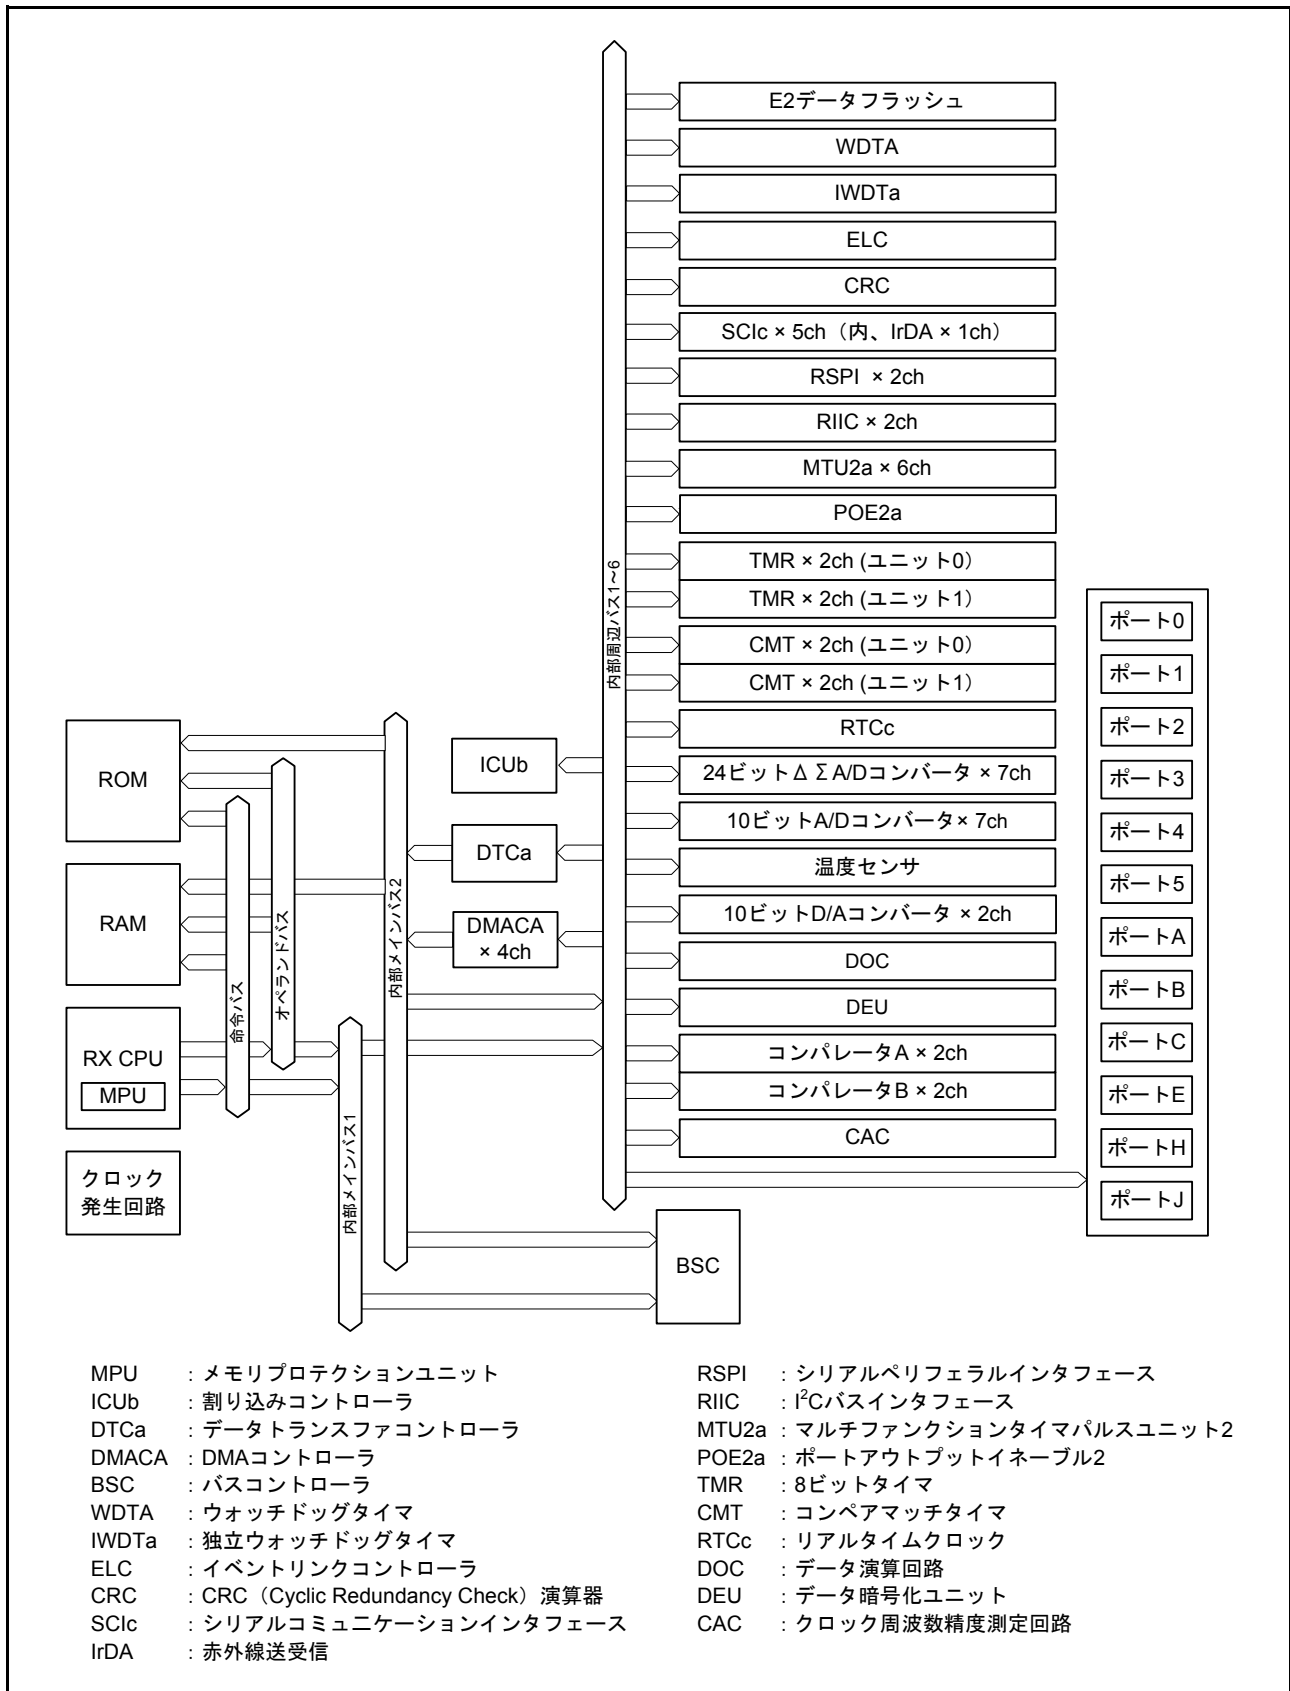 E2データフラッシュ
WDTA
IWDTa
ELC
CRC
SCIc × 5ch（内、IrDA × 1ch）
RSPI × 2ch
RIIC × 2ch
MTU2a × 6ch
POE2a
TMR × 2ch (ユニット0）
TMR × 2ch (ユニット1）
CMT × 2ch (ユニット0）
CMT × 2ch (ユニット1）
RTCc
24ビットΔΣA/Dコンバータ × 7ch
10ビットA/Dコンバータ× 7ch
温度センサ
10ビットD/Aコンバータ × 2ch
DOC
DEU
コンパレータA × 2ch
コンパレータB × 2ch
CAC
内部周辺バス1～6
ポート0
ポート1
ポート2
ポート3
ポート4
ポート5
ポートA
ポートB
ポートC
ポートE
ポートH
ポートJ
ROM
RAM
RX CPU
MPU
クロック
発生回路
命令バス
オペランドバス
内部メインバス1
内部メインバス2
ICUb
DTCa
DMACA
× 4ch
BSC
MPU : メモリプロテクションユニット
ICUb : 割り込みコントローラ
DTCa : データトランスファコントローラ
DMACA : DMAコントローラ
BSC : バスコントローラ
WDTA : ウォッチドッグタイマ
IWDTa : 独立ウォッチドッグタイマ
ELC : イベントリンクコントローラ
CRC : CRC（Cyclic Redundancy Check）演算器
SCIc : シリアルコミュニケーションインタフェース
IrDA : 赤外線送受信
RSPI : シリアルペリフェラルインタフェース
RIIC : I²Cバスインタフェース
MTU2a : マルチファンクションタイマパルスユニット2
POE2a : ポートアウトプットイネーブル2
TMR : 8ビットタイマ
CMT : コンペアマッチタイマ
RTCc : リアルタイムクロック
DOC : データ演算回路
DEU : データ暗号化ユニット
CAC : クロック周波数精度測定回路